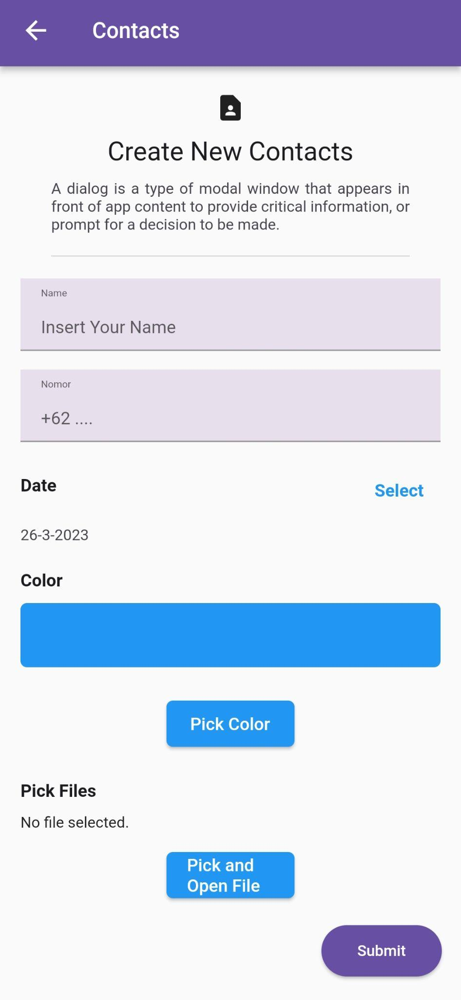 Contacts
Create New Contacts
A dialog is a type of modal window that appears in
front of app content to provide critical information, or
prompt for a decision to be made.
Name
Insert Your Name
Nomor
+62 ....
Date
Select
26-3-2023
Color
Pick Color
Pick Files
No file selected.
Pick and
Open File
Submit